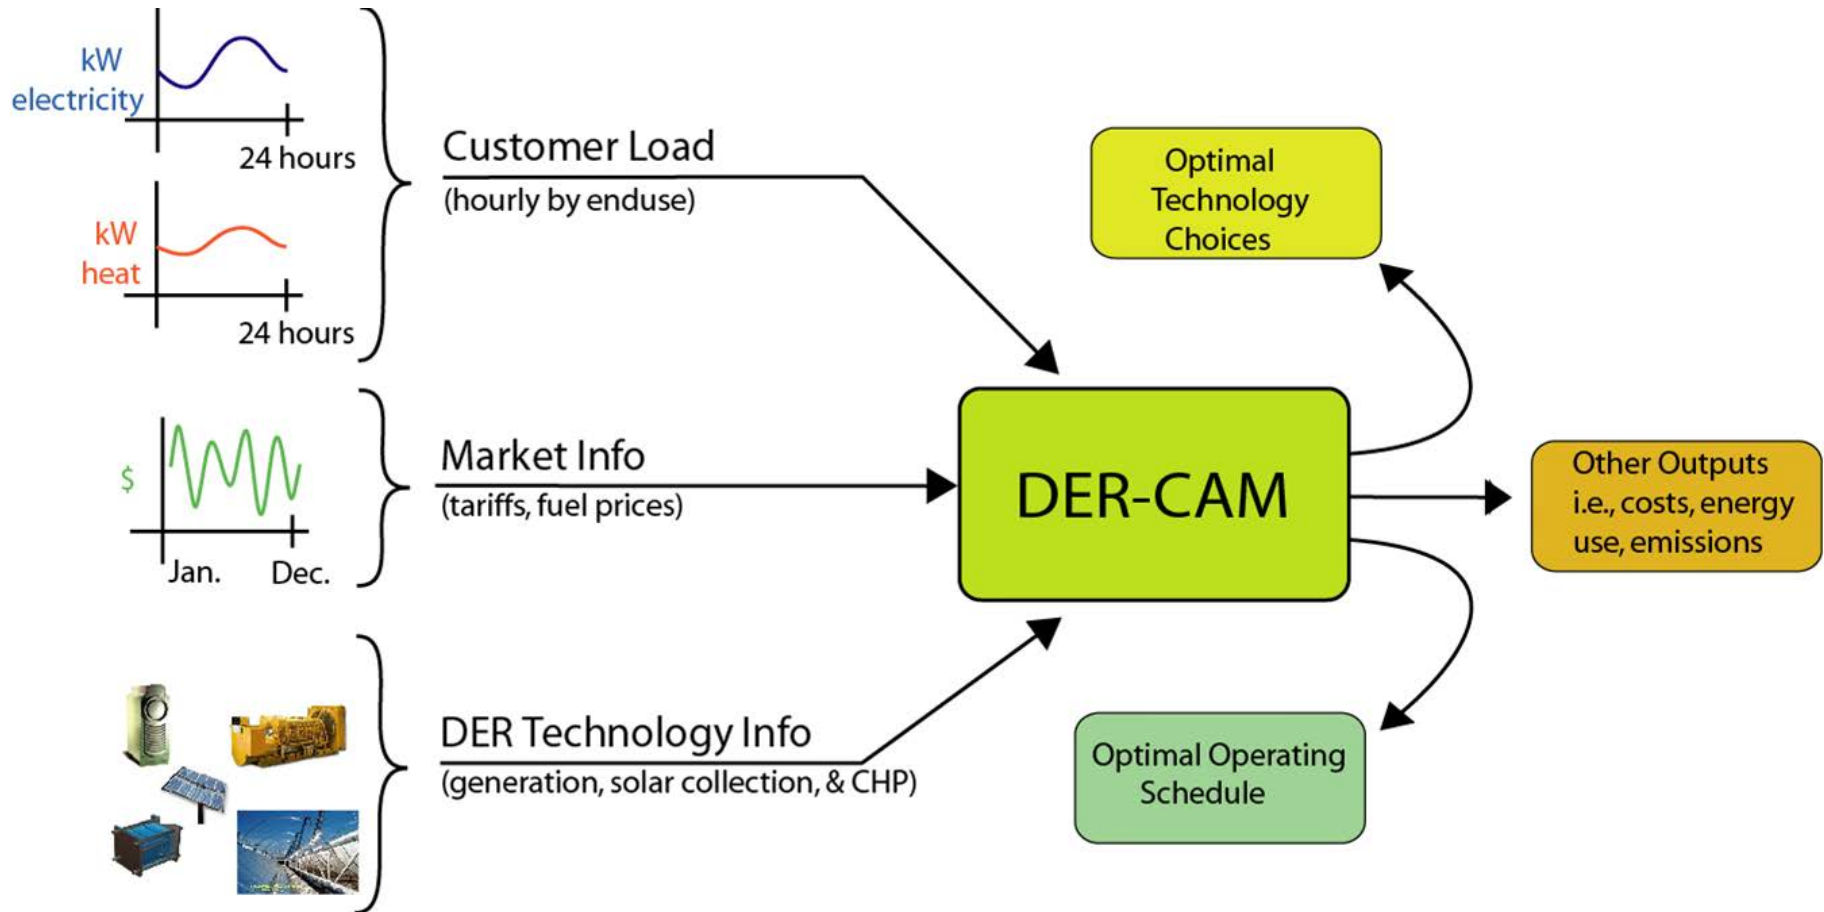 kW
electricity
24 hours
kW
heat
24 hours
Customer Load
(hourly by enduse)
$
Jan.
Dec.
Market Info
(tariffs, fuel prices)
DER Technology Info
(generation, solar collection, & CHP)
DER-CAM
Optimal
Technology
Choices
Other Outputs
i.e., costs, energy
use, emissions
Optimal Operating
Schedule